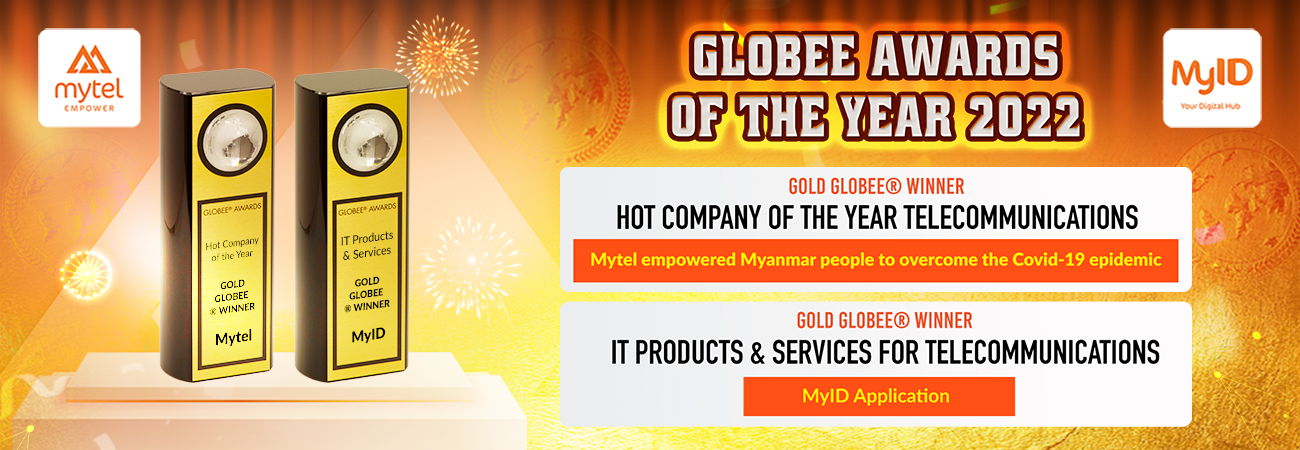 mytel
EMPOWER
GLOBEE® AWARDS
Hot Company
of the Year
GOLD
GLOBEE
® WINNER
Mytel
GLOBEE® AWARDS
IT Products
& Services
GOLD
GLOBEE
® WINNER
MyID
GLOBEE AWARDS
OF THE YEAR 2022
MyID
Your Digital Hub
GOLD GLOBEE® WINNER
HOT COMPANY OF THE YEAR TELECOMMUNICATIONS
Mytel empowered Myanmar people to overcome the Covid-19 epidemic
GOLD GLOBEE® WINNER
IT PRODUCTS & SERVICES FOR TELECOMMUNICATIONS
MyID Application